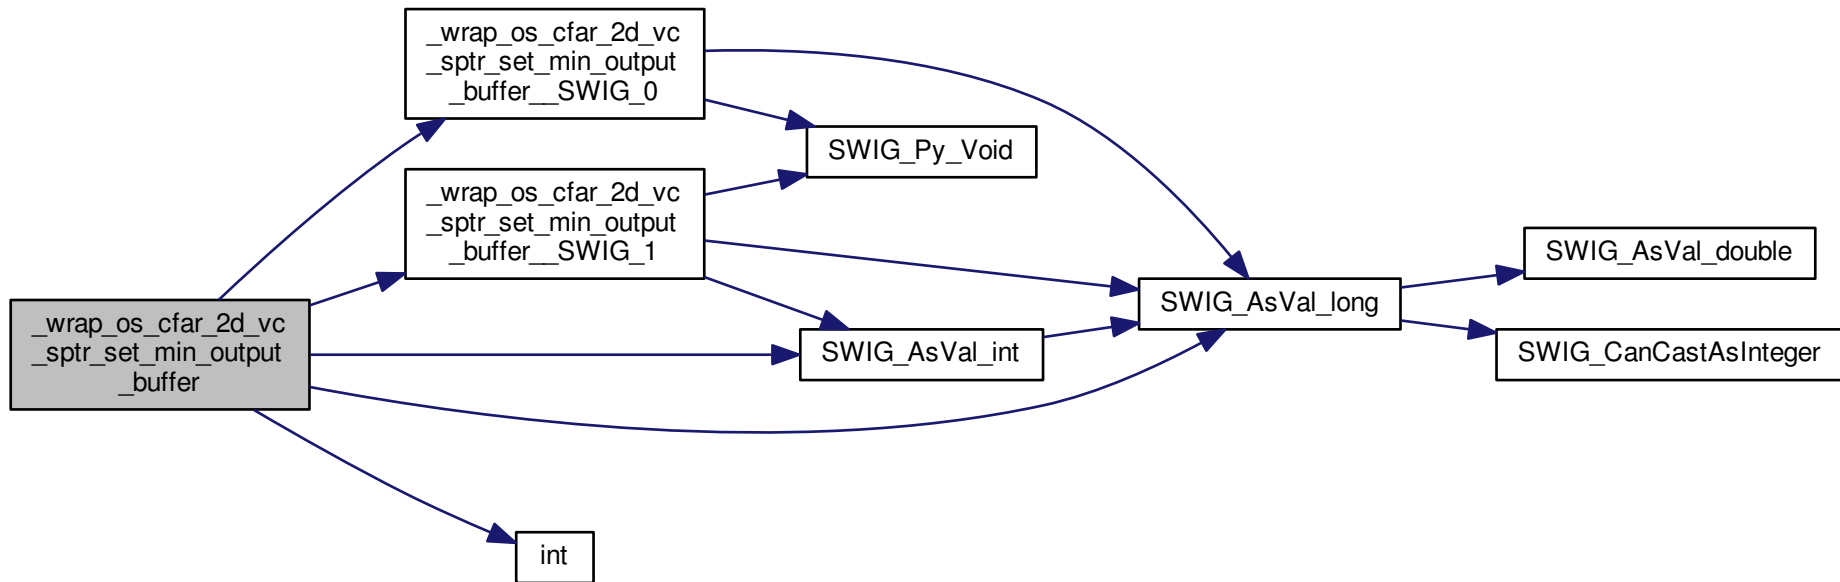 _wrap_os_cfar_2d_vc
_sptr_set_min_output
_buffer__SWIG_0
SWIG_Py_Void
_wrap_os_cfar_2d_vc
_sptr_set_min_output
_buffer__SWIG_1
SWIG_AsVal_double
SWIG_AsVal_long
_wrap_os_cfar_2d_vc
_sptr_set_min_output
_buffer
SWIG_AsVal_int
SWIG_CanCastAsInteger
int